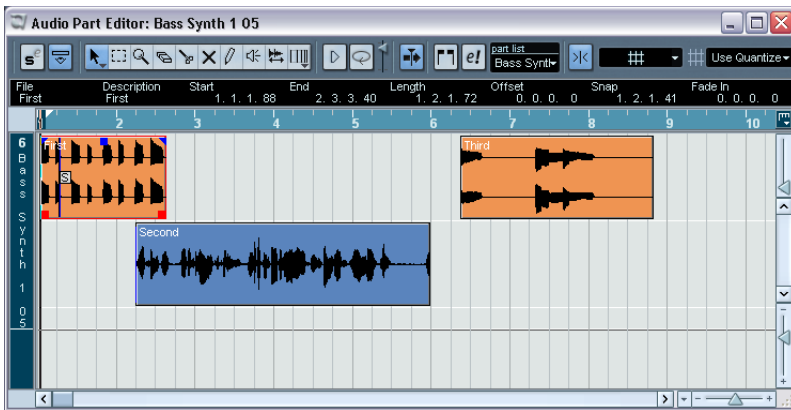 Audio Part Editor: Bass Synth 1 05
s e
e!
part list
Bass Synth
Use Quantize
File Description Start End Length Offset Snap Fade In
First First 1. 1. 1. 88 2. 3. 3. 40 1. 2. 1. 72 0. 0. 0. 0 1. 2. 1. 41 0. 0. 0. 0
2 3 4 5 6 7 8 9 10
6 Bass Synth 1 05
First
S
Third
Second